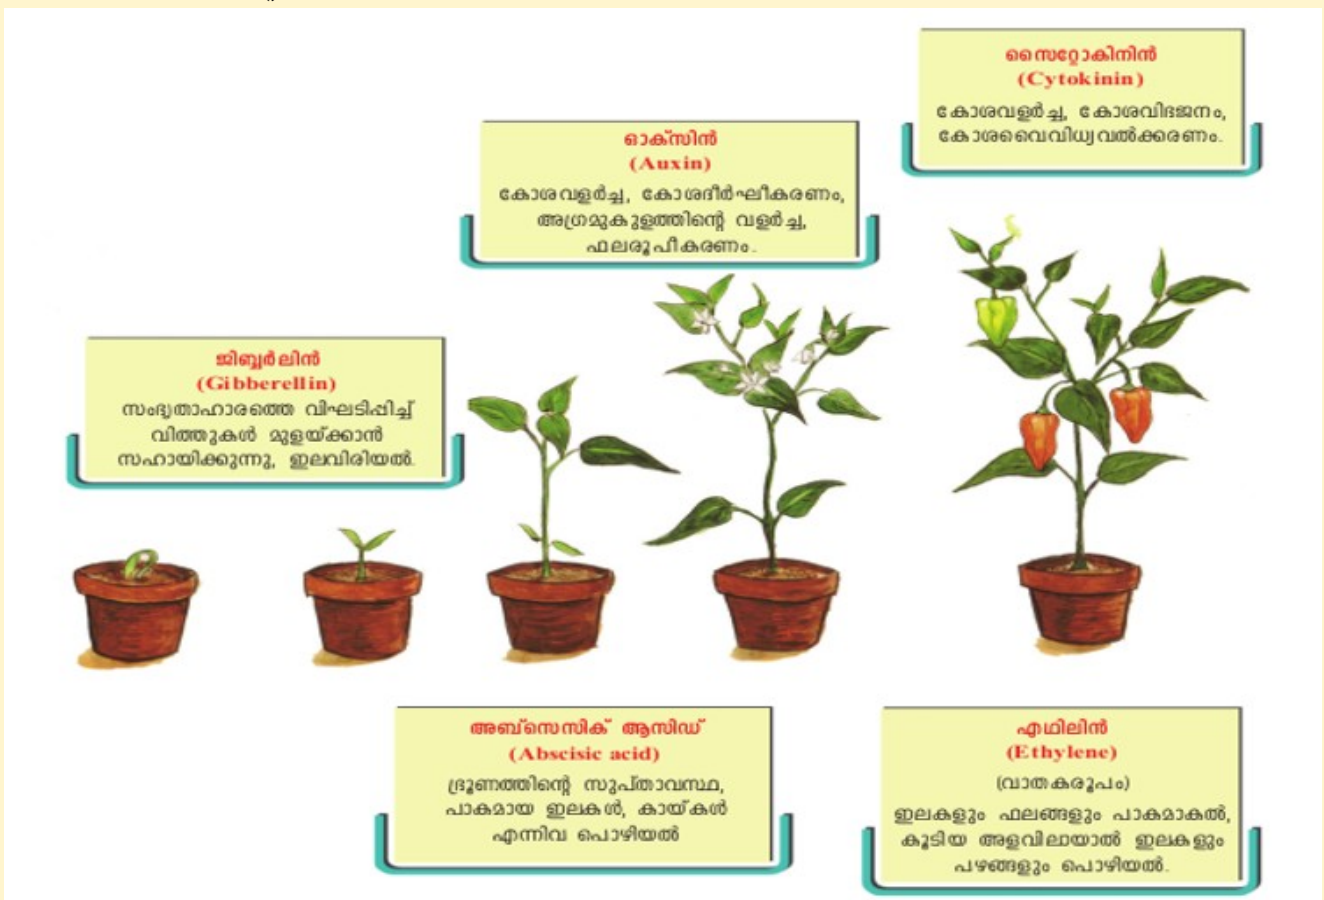 സൈറ്റോകിനിൻ
(Cytokinin)
കോശവളർച്ച, കോശവിഭജനം,
കോശവൈവിധ്യവൽക്കരണം.
ഓക്സിൻ
(Auxin)
കോശവളർച്ച, കോശദീർഘീകരണം,
അഗ്രമുകുളത്തിന്റെ വളർച്ച,
ഫലരൂപീകരണം.
ജിബ്ബർലിൻ
(Gibberellin)
സംഭൃതാഹാരത്തെ വിഘടിപ്പിച്ച്
വിത്തുകൾ മുളയ്ക്കാൻ
സഹായിക്കുന്നു, ഇലവിരിയൽ.
അബ്സെസിക് ആസിഡ്
(Abscisic acid)
ഭ്രൂണത്തിന്റെ സുപ്താവസ്ഥ,
പാകമായ ഇലകൾ, കായ്കൾ
എന്നിവ പൊഴിയൽ
എഥിലിൻ
(Ethylene)
(വാതകരൂപം)
ഇലകളും ഫലങ്ങളും പാകമാകൽ,
കൂടിയ അളവിലായാൽ ഇലകളും
പഴങ്ങളും പൊഴിയൽ.